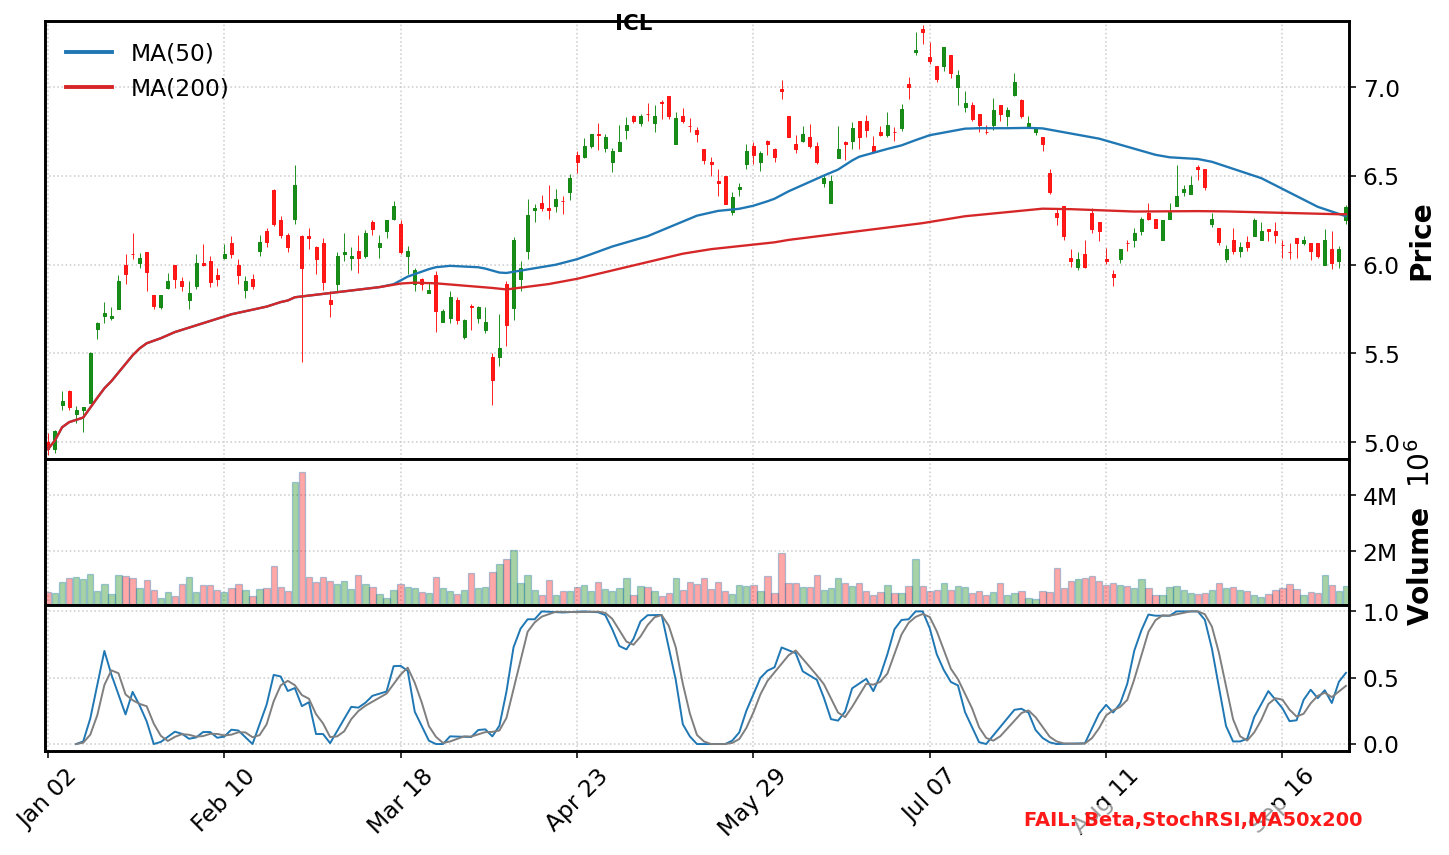 ICL
MA(50)
MA(200)
7.0
6.5
6.0
5.5
5.0
Price
4M
2M
Volume 10^6
1.0
0.5
0.0
Jan 02
Feb 10
Mar 18
Apr 23
May 29
Jul 07
Aug 11
Sep 16
FAIL: Beta,StochRSI,MA50x200